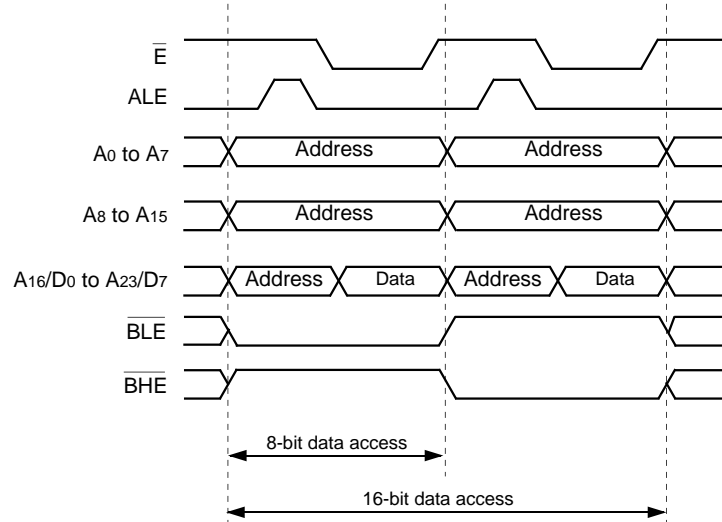 E
ALE
A0 to A7
Address Address
A8 to A15
Address Address
A16/D0 to A23/D7
Address Data Address Data
BLE
BHE
8-bit data access
16-bit data access